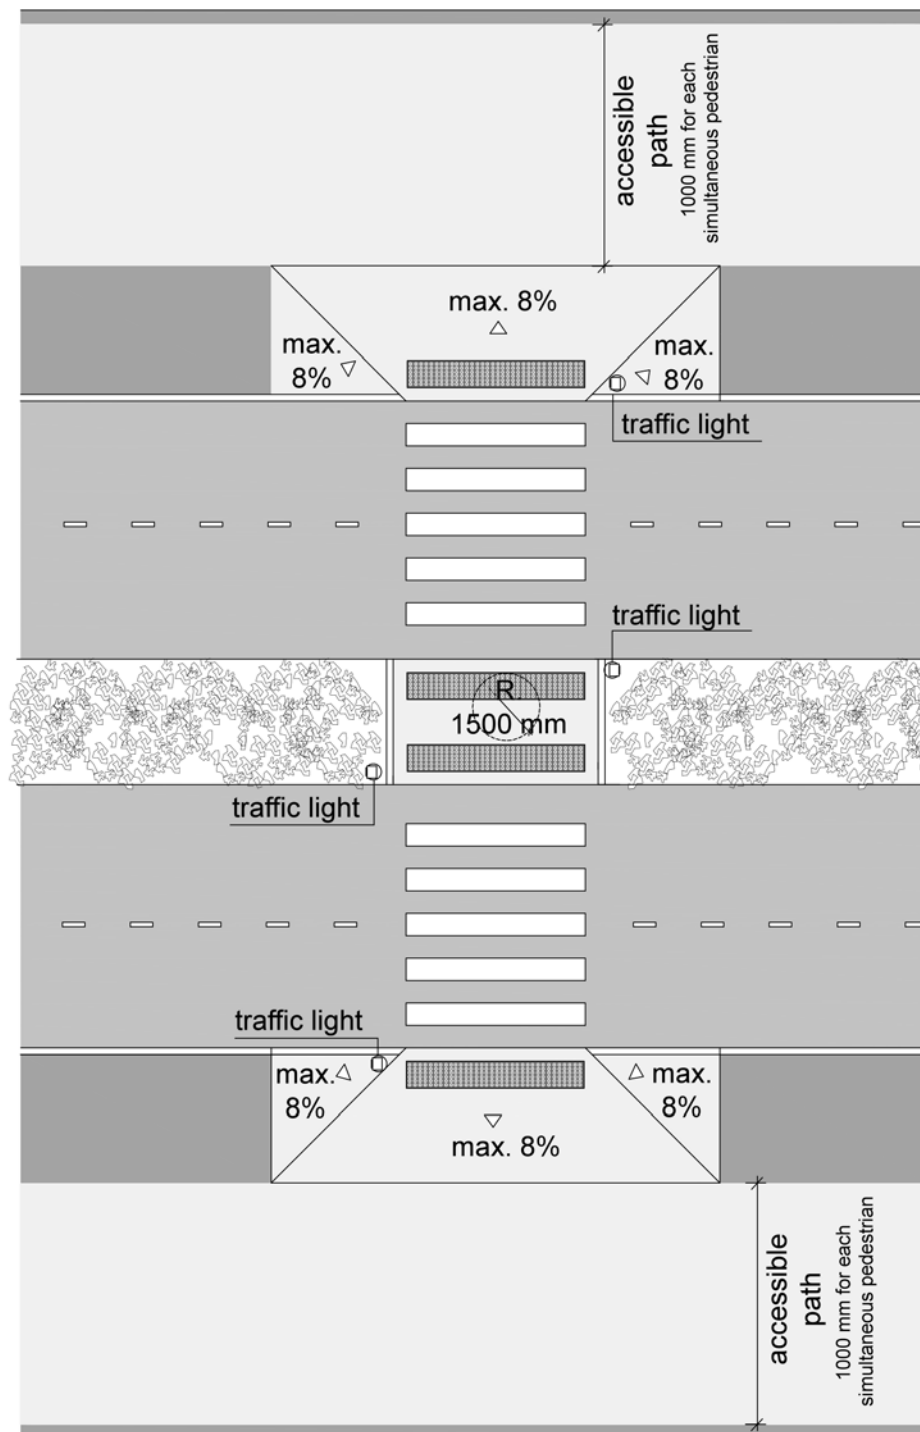 accessible
path
1000 mm for each
simultaneous pedestrian
max. 8%
max.
8%
max.
8%
traffic light
traffic light
R.
1500 mm
traffic light
traffic light
max.
8%
max.
8%
max. 8%
accessible
path
1000 mm for each
simultaneous pedestrian